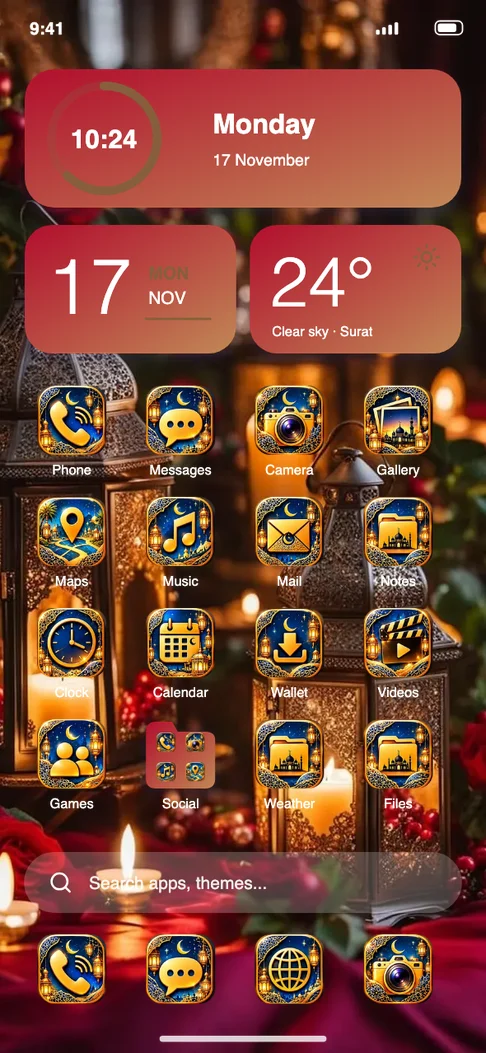 9:41
10:24
Monday
17 November
17
MON
NOV
24°
Clear sky · Surat
Phone
Messages
Camera
Gallery
Maps
Music
Mail
Notes
Clock
Calendar
Wallet
Videos
Games
Social
Weather
Files
Search apps, themes...